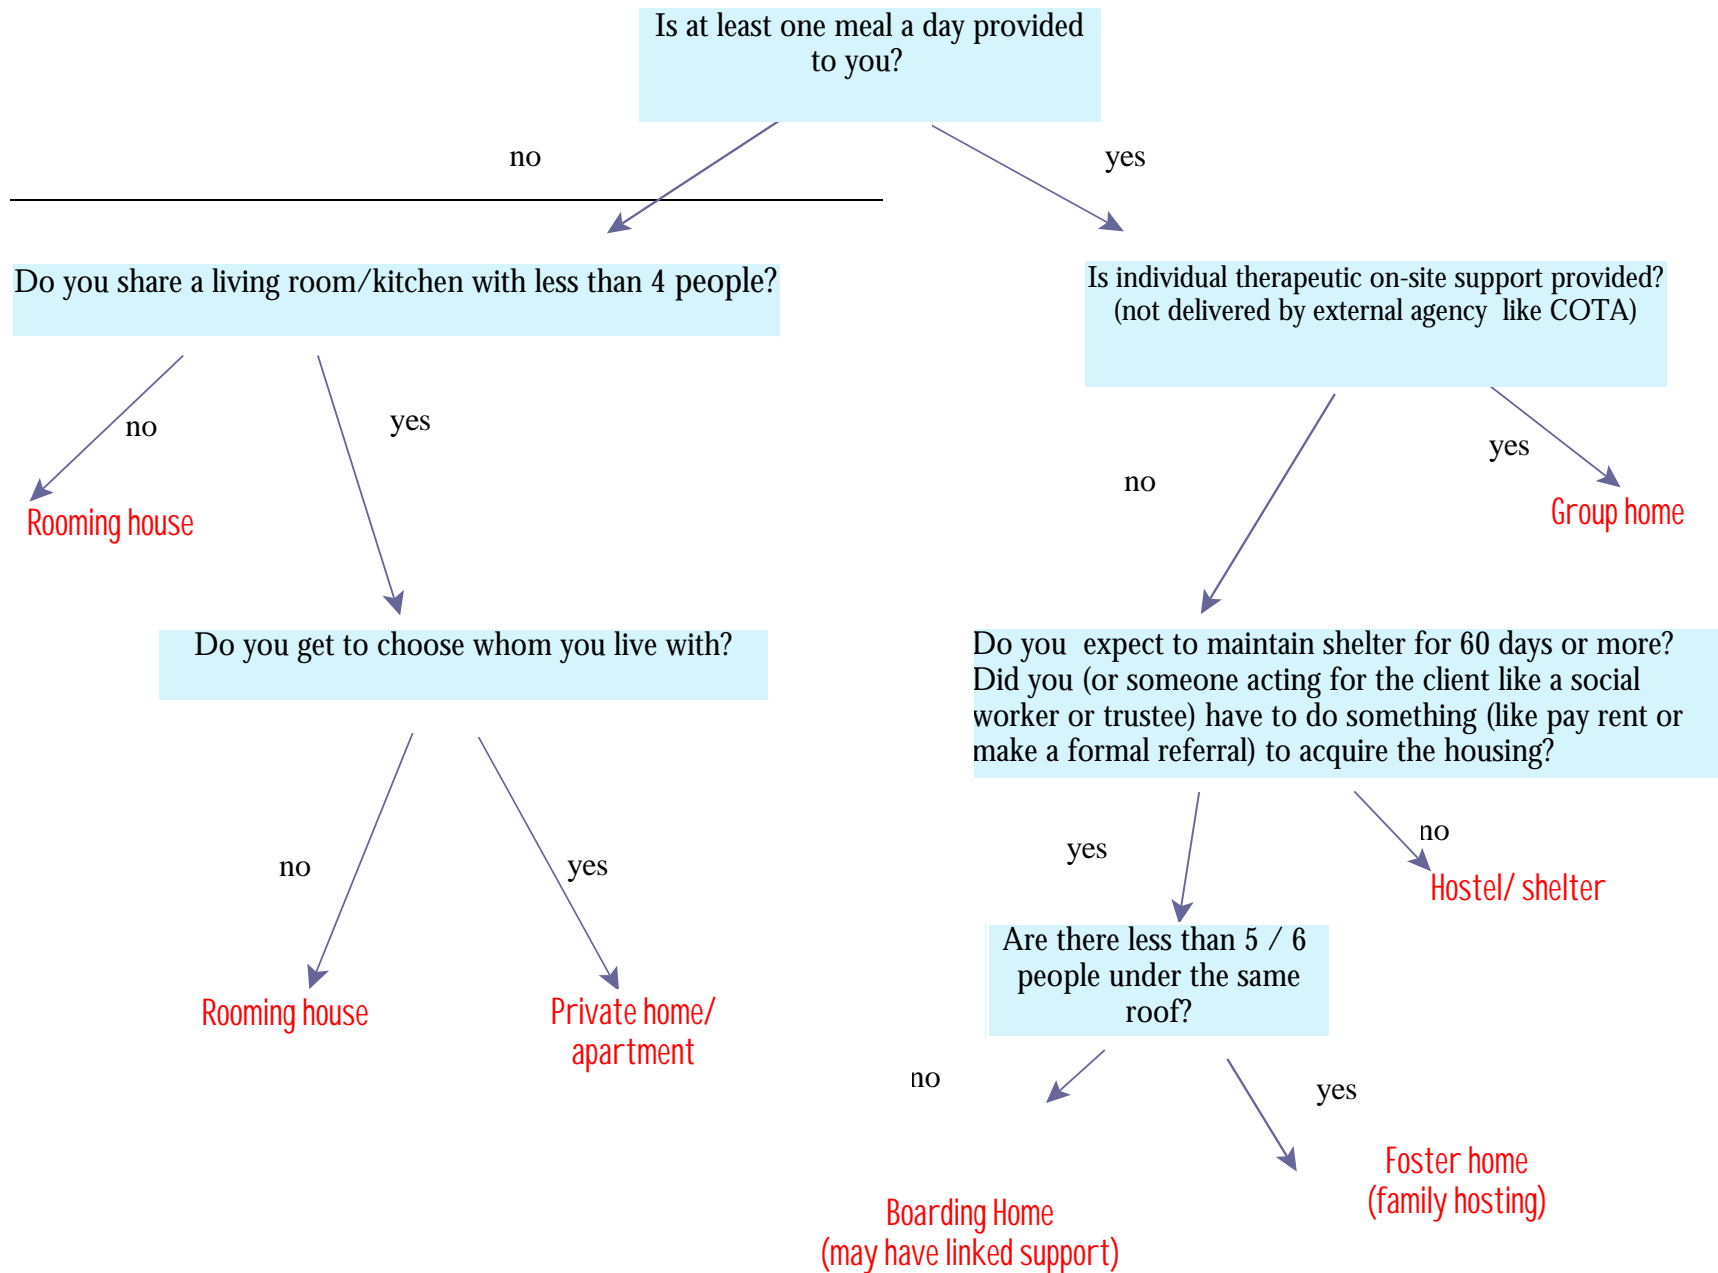 Is at least one meal a day provided
to you?
no
yes
Do you share a living room/kitchen with less than 4 people?
Is individual therapeutic on-site support provided?
(not delivered by external agency like COTA)
no
yes
no
yes
Rooming house
Group home
Do you get to choose whom you live with?
Do you expect to maintain shelter for 60 days or more?
Did you (or someone acting for the client like a social
worker or trustee) have to do something (like pay rent or
make a formal referral) to acquire the housing?
no
yes
yes
no
Hostel/ shelter
Rooming house
Private home/
apartment
Are there less than 5 / 6
people under the same
roof?
no
yes
Boarding Home
(may have linked support)
Foster home
(family hosting)